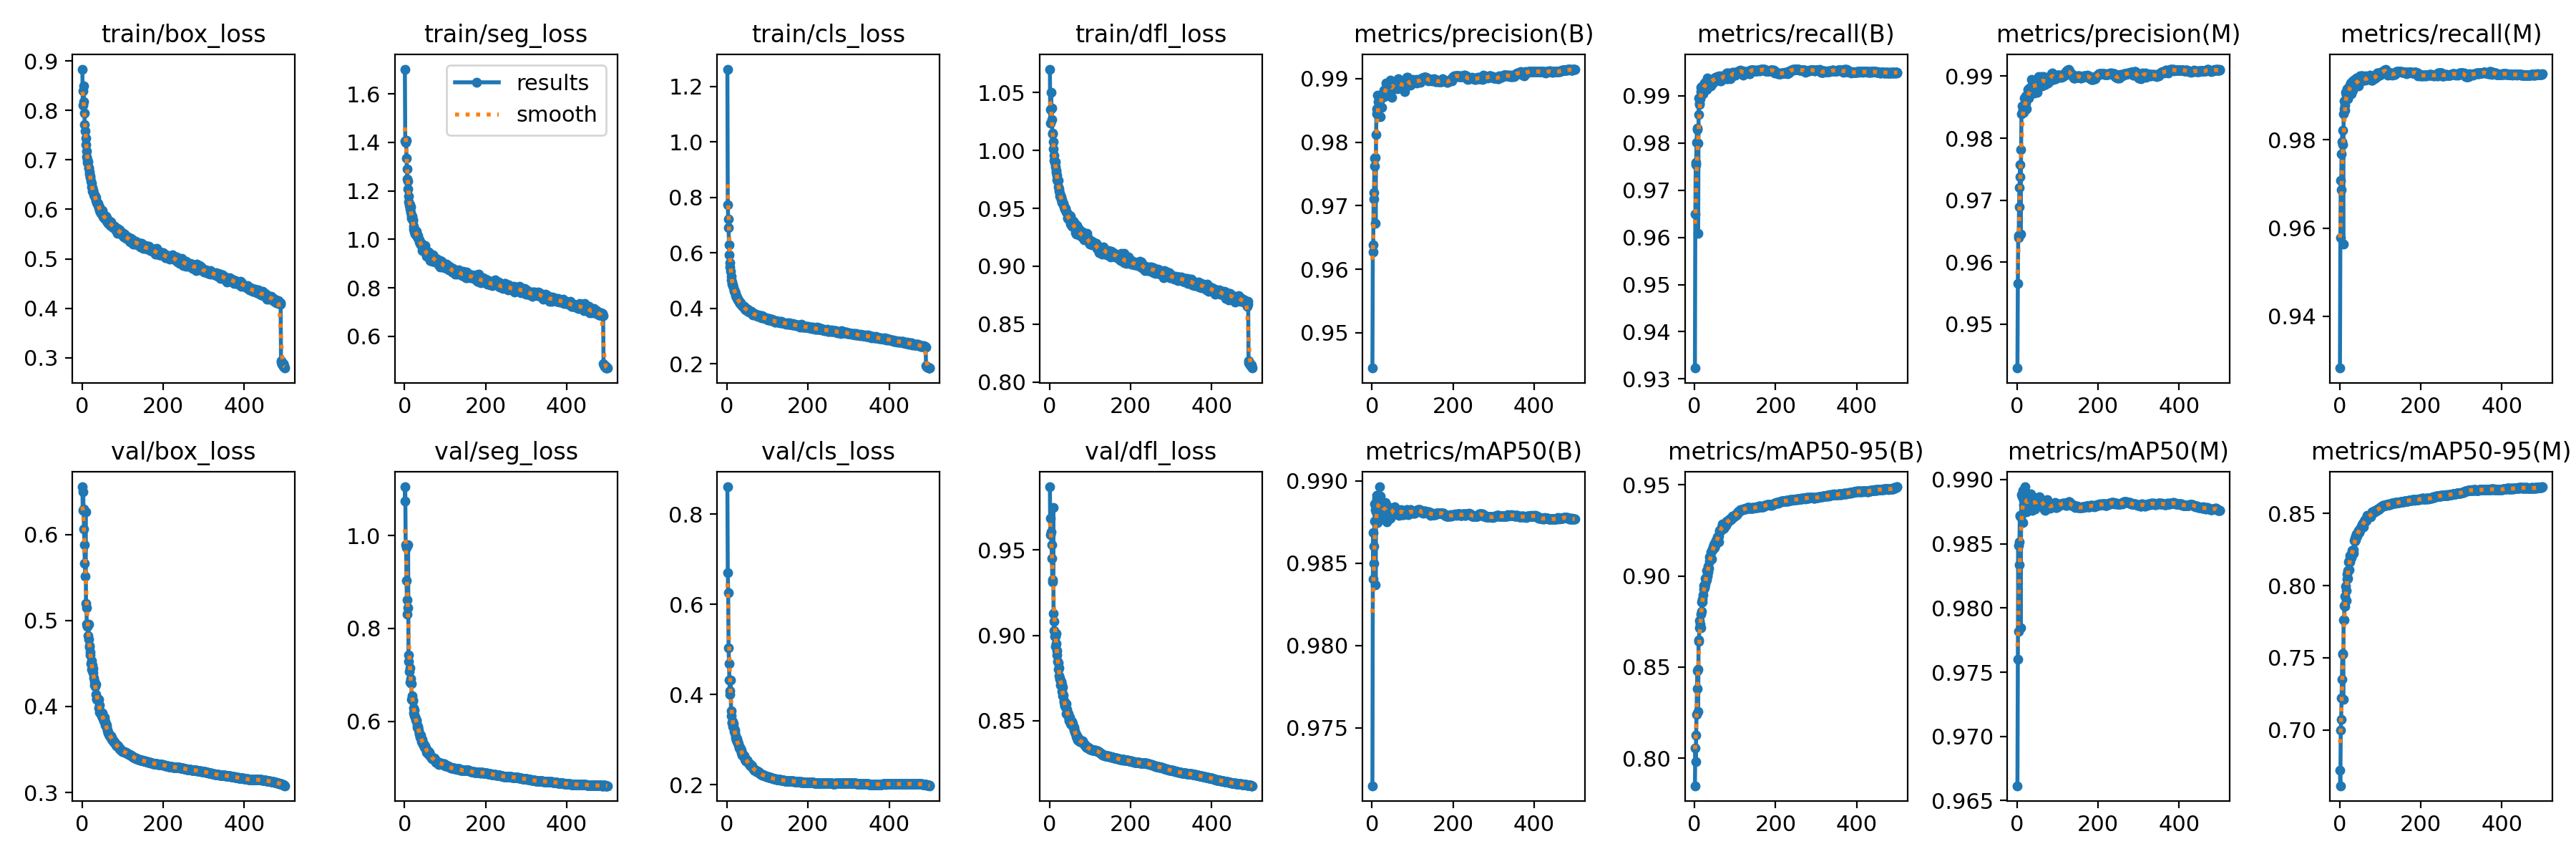 train/box_loss
0.9
0.8
0.7
0.6
0.5
0.4
0.3
0 200 400
train/seg_loss
results
smooth
1.6
1.4
1.2
1.0
0.8
0.6
0 200 400
train/cls_loss
1.2
1.0
0.8
0.6
0.4
0.2
0 200 400
train/dfl_loss
1.05
1.00
0.95
0.90
0.85
0.80
0 200 400
metrics/precision(B)
0.99
0.98
0.97
0.96
0.95
0 200 400
metrics/recall(B)
0.99
0.98
0.97
0.96
0.95
0.94
0.93
0 200 400
metrics/precision(M)
0.99
0.98
0.97
0.96
0.95
0 200 400
metrics/recall(M)
0.98
0.96
0.94
0 200 400
val/box_loss
0.6
0.5
0.4
0.3
0 200 400
val/seg_loss
1.0
0.8
0.6
0 200 400
val/cls_loss
0.8
0.6
0.4
0.2
0 200 400
val/dfl_loss
0.95
0.90
0.85
0 200 400
metrics/mAP50(B)
0.990
0.985
0.980
0.975
0 200 400
metrics/mAP50-95(B)
0.95
0.90
0.85
0.80
0 200 400
metrics/mAP50(M)
0.990
0.985
0.980
0.975
0.970
0.965
0 200 400
metrics/mAP50-95(M)
0.85
0.80
0.75
0.70
0 200 400